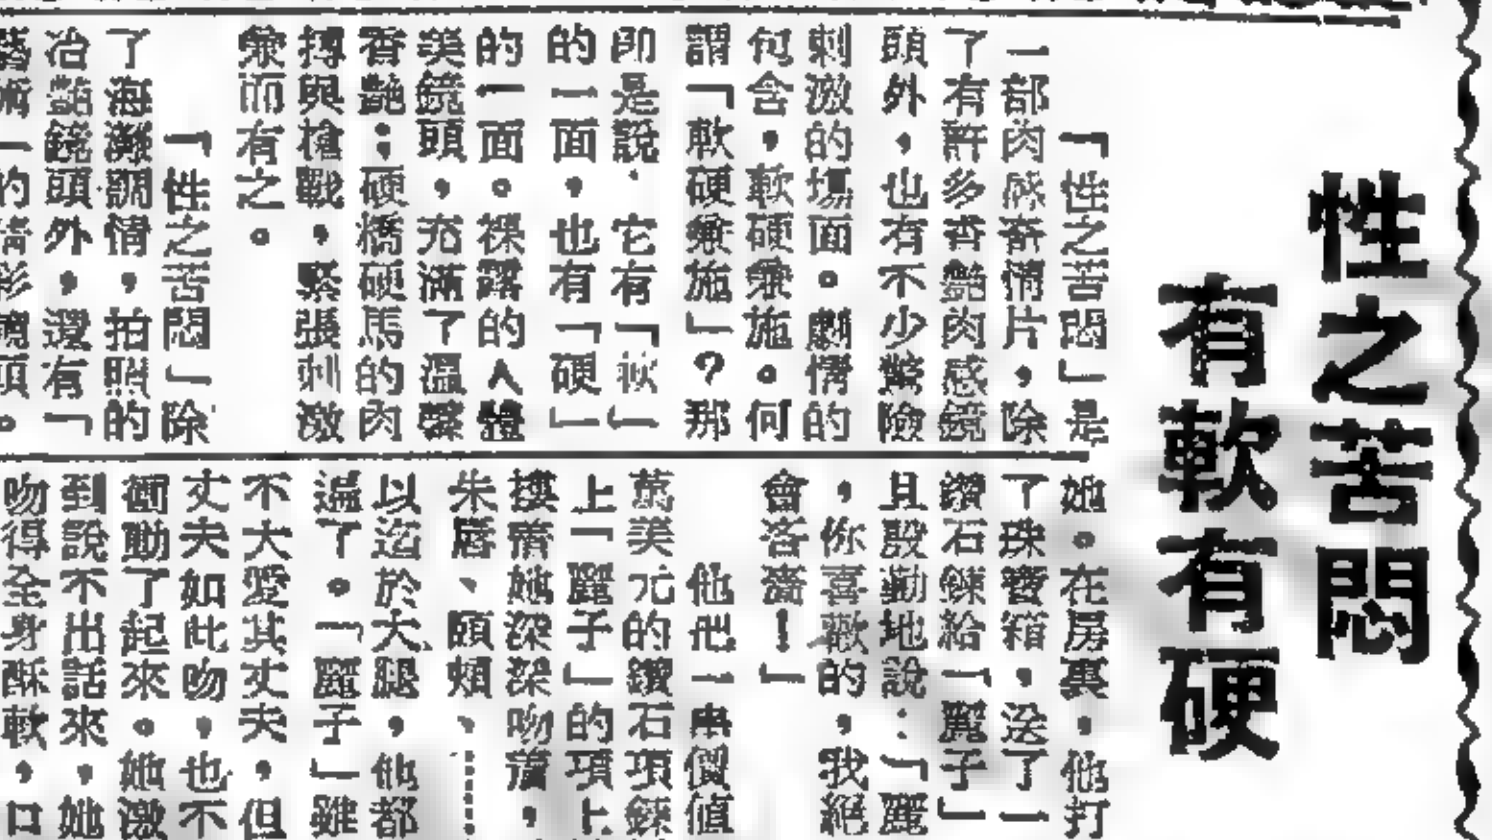 性之苦悶
有軟有硬
「性之苦悶」是
一部肉感奇情片，除
了有許多香艷肉感鏡
頭外，也有不少驚險
刺激的場面。劇情的
包含，軟硬兼施。何
謂「軟硬兼施」？那
即是說，它有「軟」
的一面，也有「硬」
的一面。裸露的人體
美鏡頭，充滿了溫馨
香艷；硬橋硬馬的肉
搏與槍戰，緊張刺激
兼而有之。
「性之苦悶」除
了海灘調情，拍照的
冶艷鏡頭外，還有「
她。在房裏，他打
了珠寶箱，送了一
鑽石鍊給「麗子」
且殷勤地說：「麗
，你喜歡的，我絕
會吝嗇！」
他他一串價值
萬美元的鑽石項鍊
上「麗子」的項上
摟着她深深吻着，
朱唇、頤頰、……
以迄於大腿，他都
遍了。「麗子」雖
不大愛其丈夫，但
丈夫如此吻，也不
衝動了起來。她激
到說不出話來，她
吻得全身酥軟，口